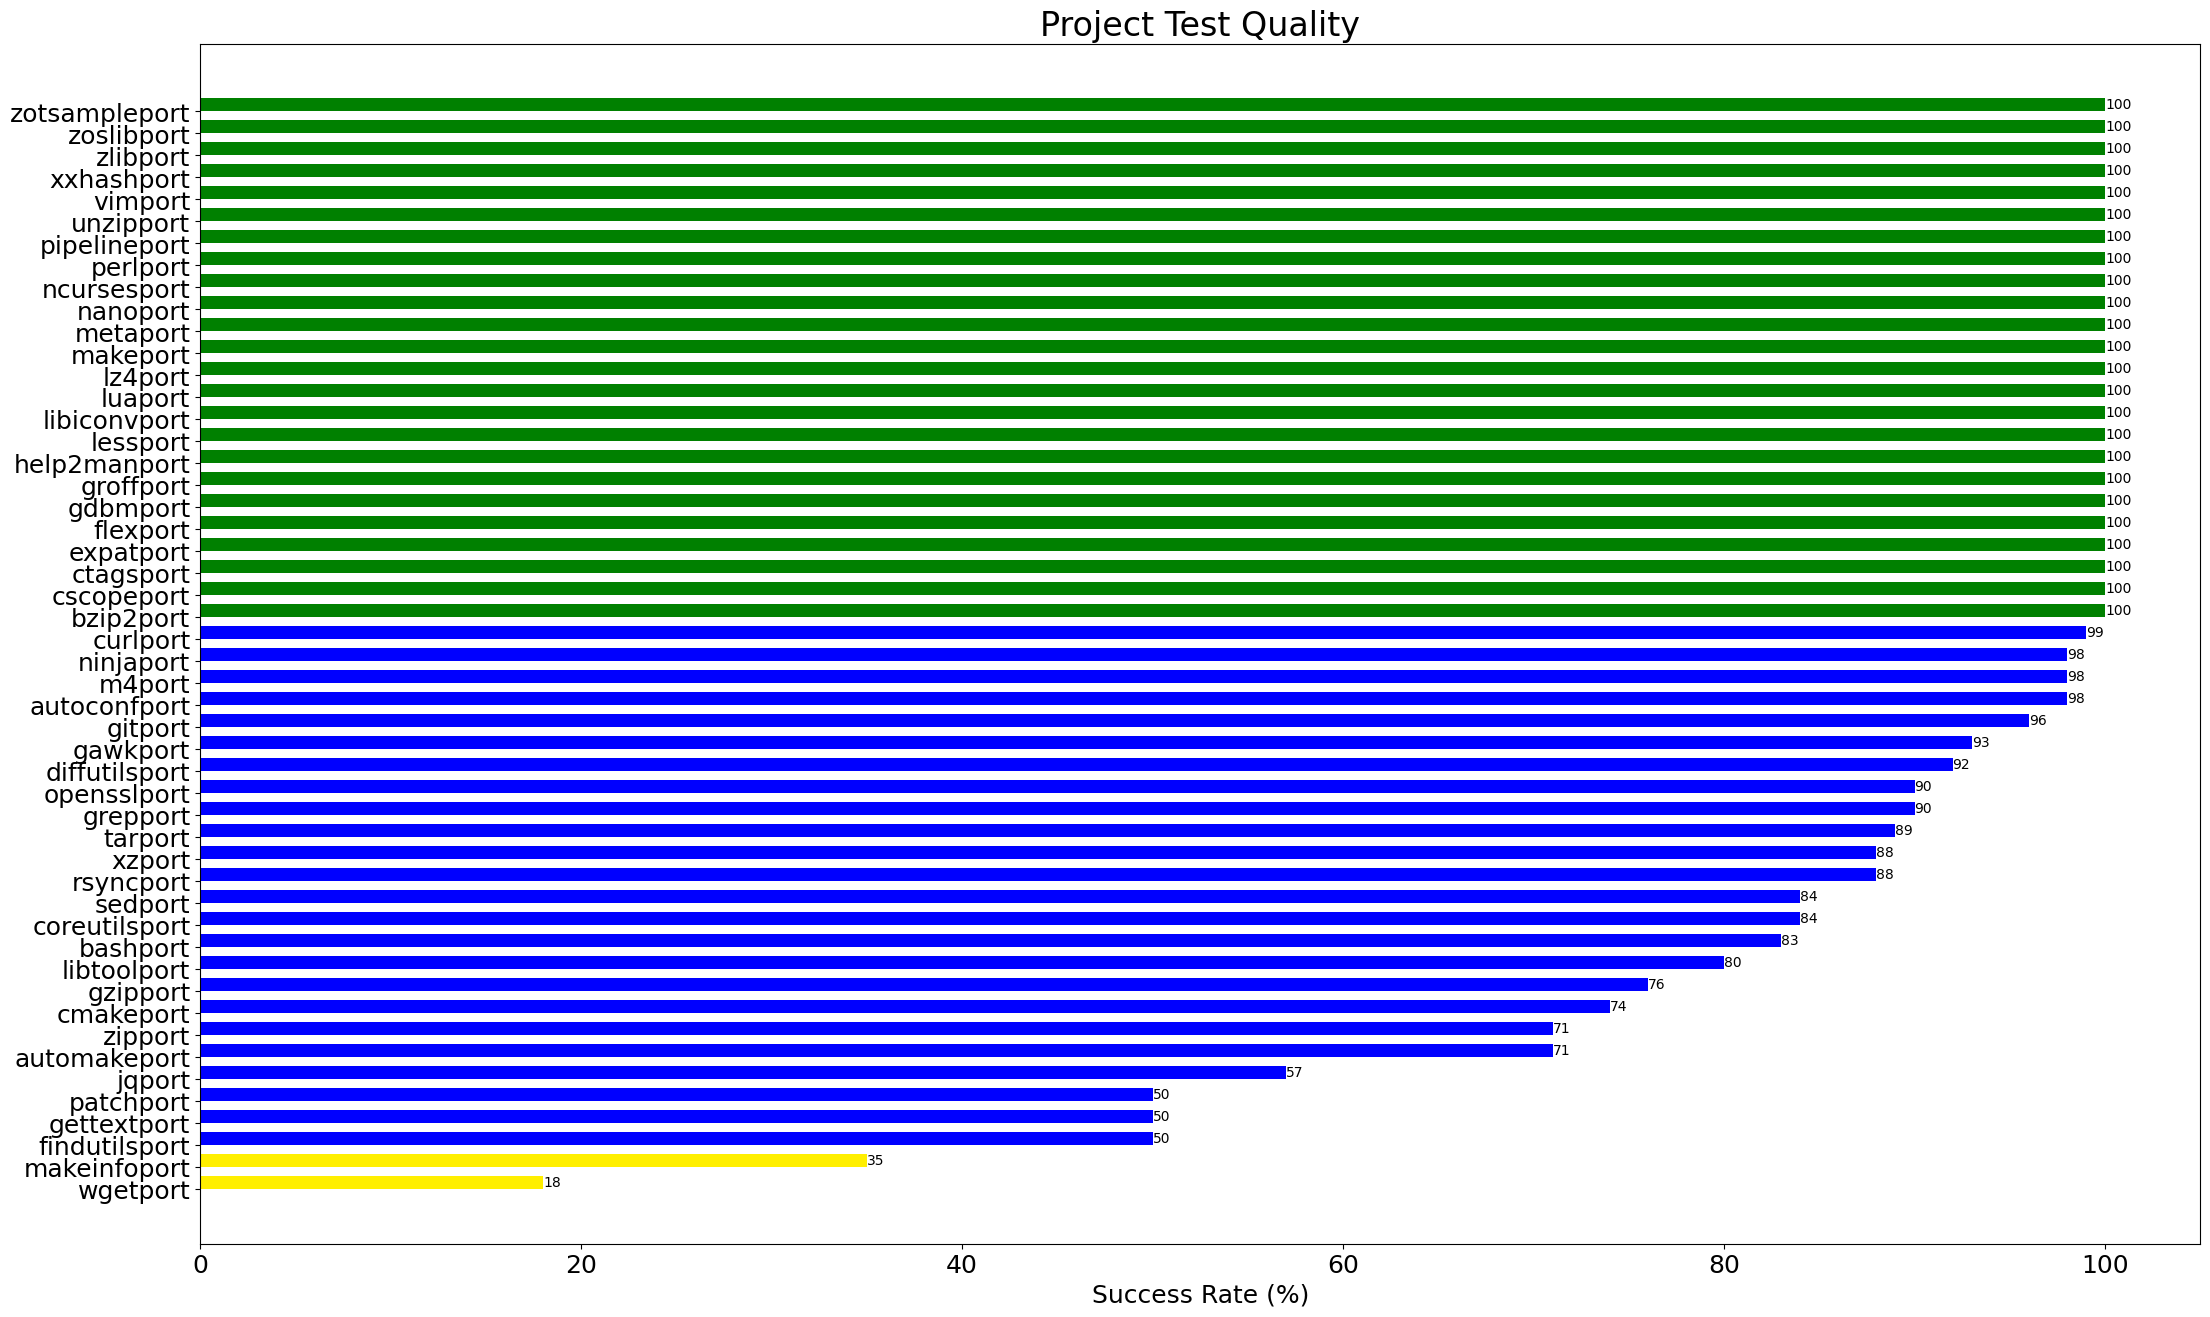 Project Test Quality
zotsampleport 100
zoslibport 100
zlibport 100
xxhashport 100
vimport 100
unzipport 100
pipelineport 100
perlport 100
ncursesport 100
nanoport 100
metaport 100
makeport 100
lz4port 100
luaport 100
libiconvport 100
lessport 100
help2manport 100
groffport 100
gdbmport 100
flexport 100
expatport 100
ctagsport 100
cscopeport 100
bzip2port 100
curlport 99
ninjaport 98
m4port 98
autoconfport 98
gitport 96
gawkport 93
diffutilsport 92
opensslport 90
grepport 90
tarport 89
xzport 88
rsyncport 88
sedport 84
coreutilsport 84
bashport 83
libtoolport 80
gzipport 76
cmakeport 74
zipport 71
automakeport 71
jqport 57
patchport 50
gettextport 50
findutilsport 50
makeinfoport 35
wgetport 18
0 20 40 60 80 100
Success Rate (%)